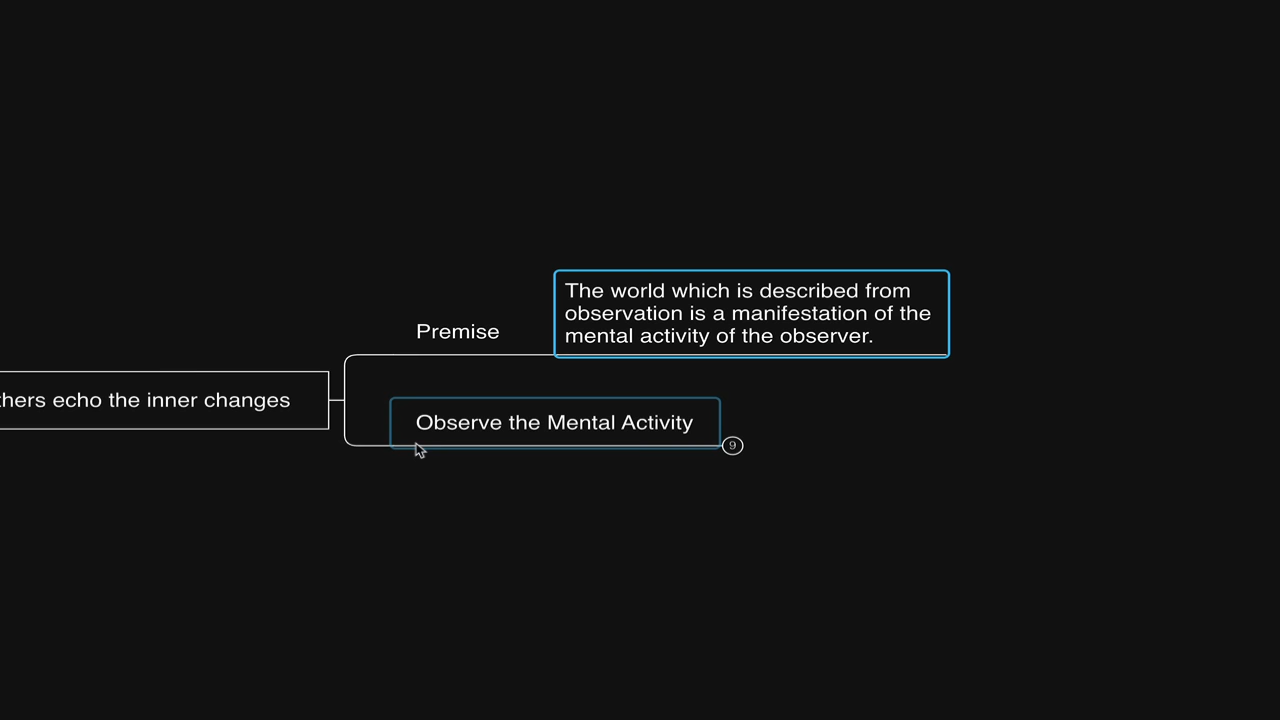 The world which is described from
observation is a manifestation of the
mental activity of the observer.
Premise
echo the inner changes
Observe the Mental Activity
9